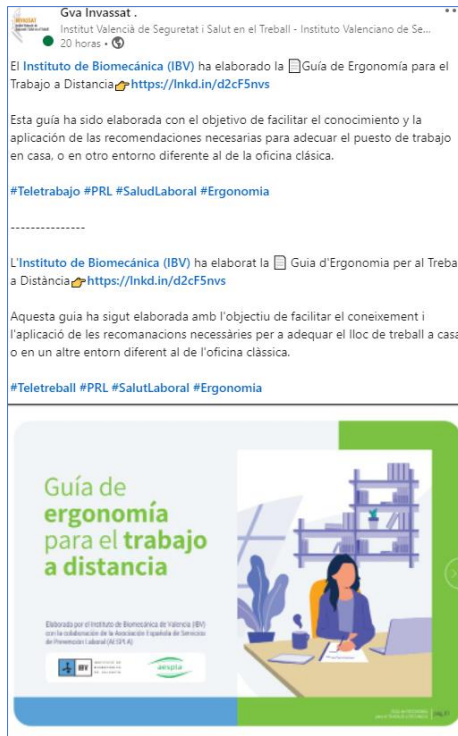 Gva Invassat .
Institut Valencià de Seguretat i Salut en el Treball - Instituto Valenciano de Se...
20 horas •
El Instituto de Biomecánica (IBV) ha elaborado la Guía de Ergonomía para el
Trabajo a Distancia https://lnkd.in/d2cF5nvs
Esta guía ha sido elaborada con el objetivo de facilitar el conocimiento y la
aplicación de las recomendaciones necesarias para adecuar el puesto de trabajo
en casa, o en otro entorno diferente al de la oficina clásica.
#Teletrabajo #PRL #SaludLaboral #Ergonomia
---------------
L'Instituto de Biomecánica (IBV) ha elaborat la Guia d'Ergonomia per al Treba
a Distància https://lnkd.in/d2cF5nvs
Aquesta guia ha sigut elaborada amb l'objectiu de facilitar el coneixement i
l'aplicació de les recomanacions necessàries per a adequar el lloc de treball a casa
o en un altre entorn diferent al de l'oficina clàssica.
#Teletreball #PRL #SalutLaboral #Ergonomia
Guía de
ergonomía
para el trabajo
a distancia
Elaborada por el Instituto de Biomecánica de Valencia (IBV)
con la colaboración de la Asociación Española de Servicios
de Prevención Laboral (AESPLA)
IBV
INSTITUTO DE
BIOMECÁNICA
DE VALENCIA
aespla